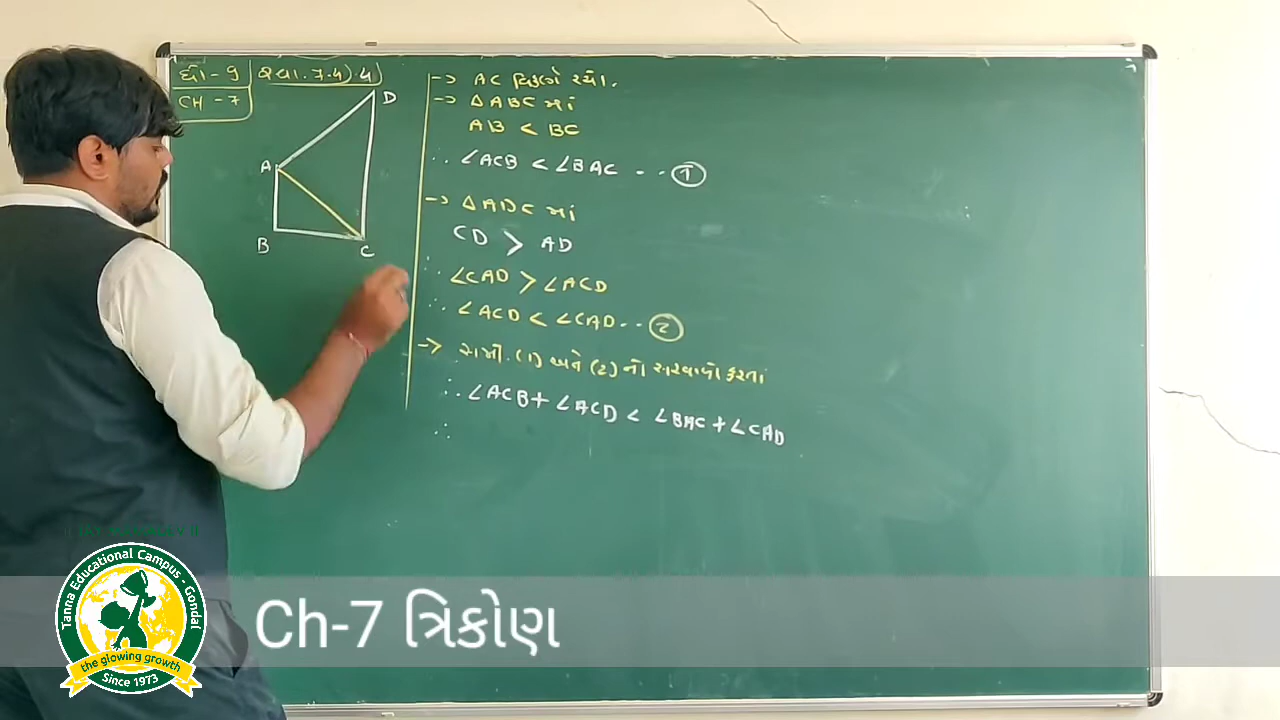 ધો - 9
સ્વા. 7.4) 4)
CH - 7
D
A
B
C
-> AC વિકર્ણ રચો.
-> △ABC માં
AB < BC
∴ ∠ACB < ∠BAC - - - ①
-> △ADC માં
CD > AD
∴ ∠CAD > ∠ACD
∴ ∠ACD < ∠CAD - - ②
-> સમી. (1) અને (2) નો સરવાળો કરતા
∴ ∠ACB + ∠ACD < ∠BAC + ∠CAD
∴
Tanna Educational Campus - Gondal
the glowing growth
Since 1973
Ch-7 ત્રિકોણ